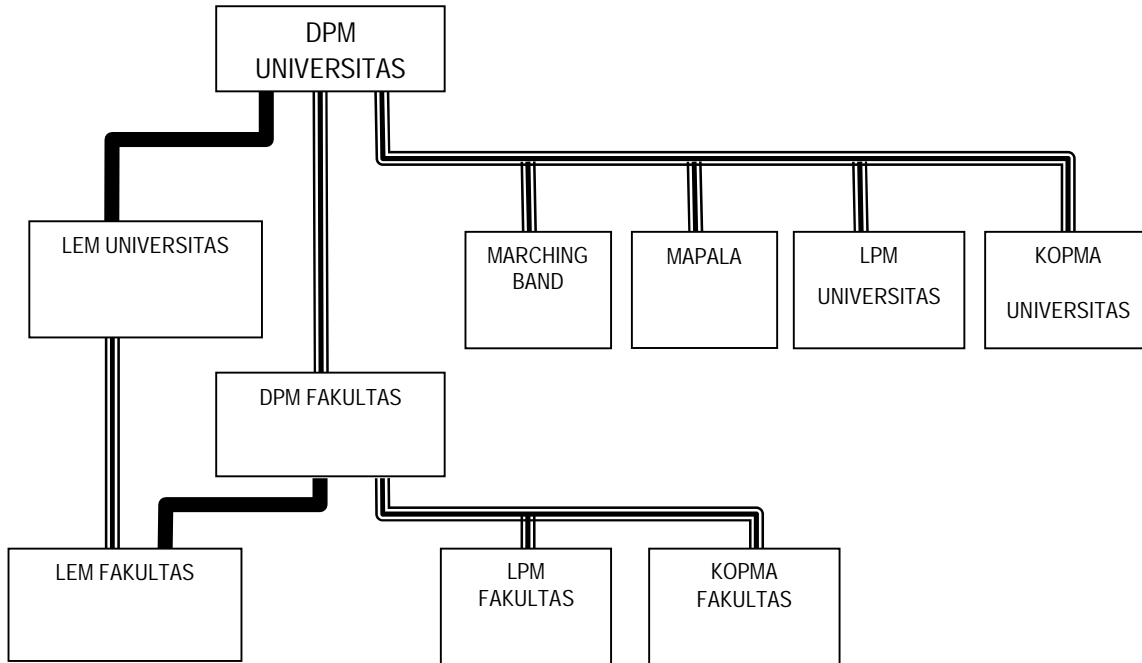 DPM
UNIVERSITAS
LEM UNIVERSITAS
MARCHING
BAND
MAPALA
LPM
UNIVERSITAS
KOPMA
UNIVERSITAS
DPM FAKULTAS
LEM FAKULTAS
LPM
FAKULTAS
KOPMA
FAKULTAS